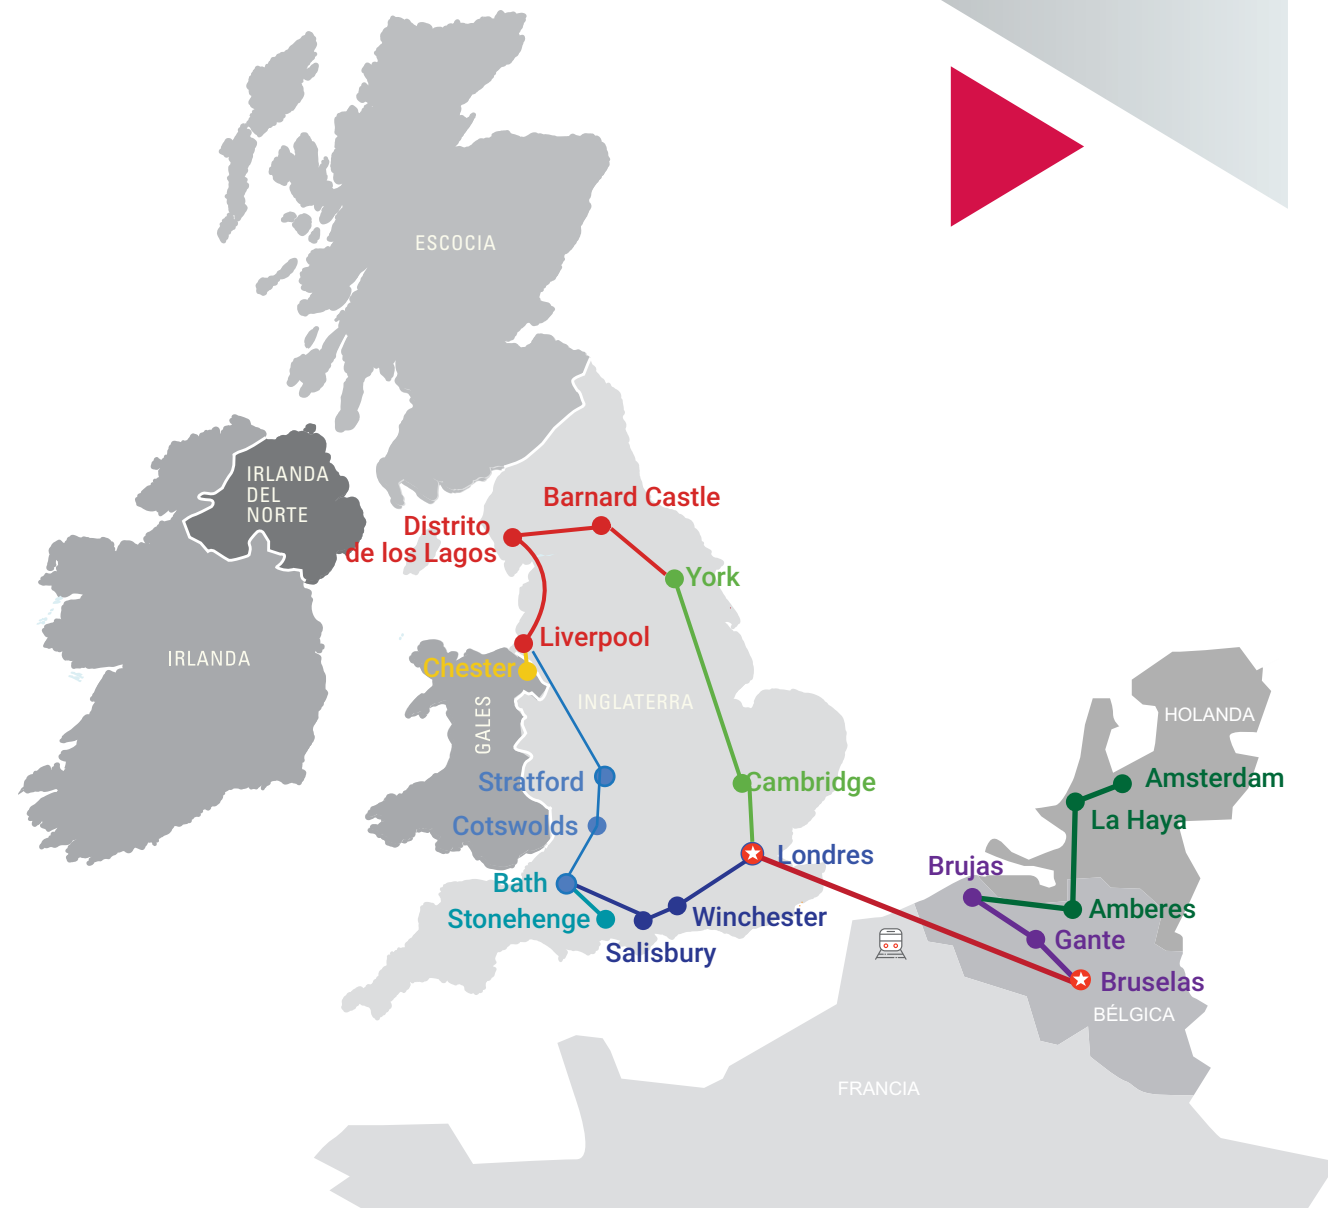 ESCOCIA
IRLANDA
DEL
NORTE
Barnard Castle
Distrito
de los Lagos
York
Liverpool
IRLANDA
Chester
INGLATERRA
GALES
HOLANDA
Stratford
Cambridge
Amsterdam
Cotswolds
La Haya
Londres
Brujas
Bath
Stonehenge
Winchester
Amberes
Salisbury
Gante
Bruselas
BÉLGICA
FRANCIA